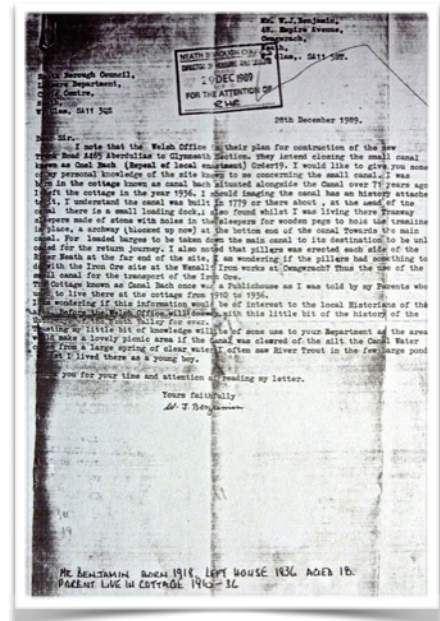 Mr. W.J. Benjamin,
48. Empire Avenue,
Cwmgwrach,
Neath,
W. Glam,. SA11 5BT.
NEATH BOROUGH
29 DEC 1989
FOR THE ATTENTION OF
Neath Borough Council,
Department,
Civic Centre,
Neath,
W. Glam, SA11 3QZ
28th December 1989.
Dear Sir.
I note that the Welsh Office in their plan for construction of the new
Trunk Road A465 Aberdulias to Glynneath Section. They intend closing the small canal
known as Cnel Bach (Repeal of local enactment) Order19. I would like to give you some
of my personal knowledge of the site known to me concerning the small canal. I was
born in the cottage known as canal bach situated alongside the Canal over 71 years ago
I left the cottage in the year 1936. I should imaging the canal has an history attache
to it, I understand the canal was built in 1779 or there about , at the head of the
canal there is a small loading dock, I also found whilst I was living there Tramway
sleepers made of stone with holes in the sleepers for wooden pegs to hold the tramline
in place, a archway (blocked up now) at the bottom end of the canal Towards the main
canal. For loaded barges to be taken down the main canal to its destination to be unl
oaded for the return journey. I also noted that pillars was erected each side of the
River Neath at the far end of the site, I am wondering if the pillars had something to
do with the Iron Ore site at the Wenallt Iron works at Cwmgwrach? Thus the use of the
small canal for the transport of the Iron Ore.
The Cottage known as Canal Bach once was a Publichouse as I was told by my Parents who
used to live there at the cottage from 1910 to 1936.
I am wondering if this information would be of interest to the local Historians of the
Before the Welsh Office will do away with this little bit of the history of the
Valley for ever.
my little bit of knowledge will be of some use to your Department as the area
would make a lovely picnic area if the Canal was cleared of the silt the Canal Water
from a large spring of clear water I often saw River Trout in the few large pond
I lived there as a young boy.
you for your time and attention of reading my letter.
Yours faithfully
W. J. Benjamin
MR BENJAMIN BORN 1918, LEFT HOUSE 1936 AGED 18.
PARENT LIVE IN COTTAGE 1910-36